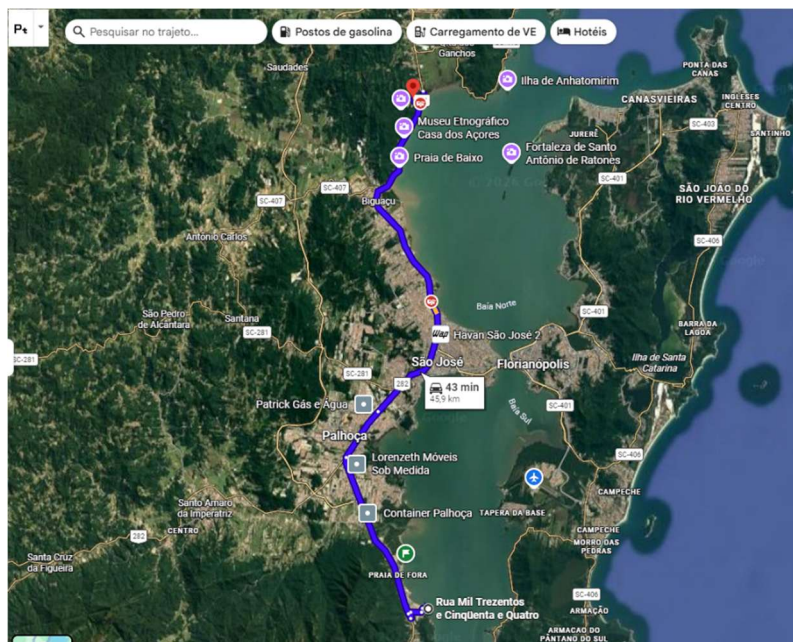 Pesquisar no trajeto...
Postos de gasolina
Carregamento de VE
Hotéis
Ganchos
Saudades
Ilha de Anhatomirim
PONTA DAS
CANAS
CANASVIEIRAS
INGLESES
CENTRO
Museu Etnográfico
Casa dos Açores
JURERÊ
SC-403
SANTINHO
Praia de Baixo
Fortaleza de Santo
Antônio de Ratones
SC-401
SC-407
SC-407
Biguaçu
SÃO JOÃO DO
RIO VERMELHO
Antônio Carlos
SC-406
Baía Norte
São Pedro
de Alcântara
Santana
SC-401
SC-281
Havan São José 2
BARRA DA
LAGOA
SC-281
São José
Florianópolis
Ilha de Santa
Catarina
SC-281
282
43 min
45,9 km
Patrick Gás e Água
SC-401
Baía Sul
Palhoça
SC-406
Lorenzeth Móveis
Sob Medida
CAMPECHE
Santo Amaro
da Imperatriz
Container Palhoça
TAPERA DA BASE
CENTRO
282
CAMPECHE
MORRO DAS
PEDRAS
Santa Cruz
da Figueira
PRAIA DE FORA
SC-406
Rua Mil Trezentos
e Cinqüenta e Quatro
ARMAÇÃO
ARMACAO DO
PÂNTANO DO SUL